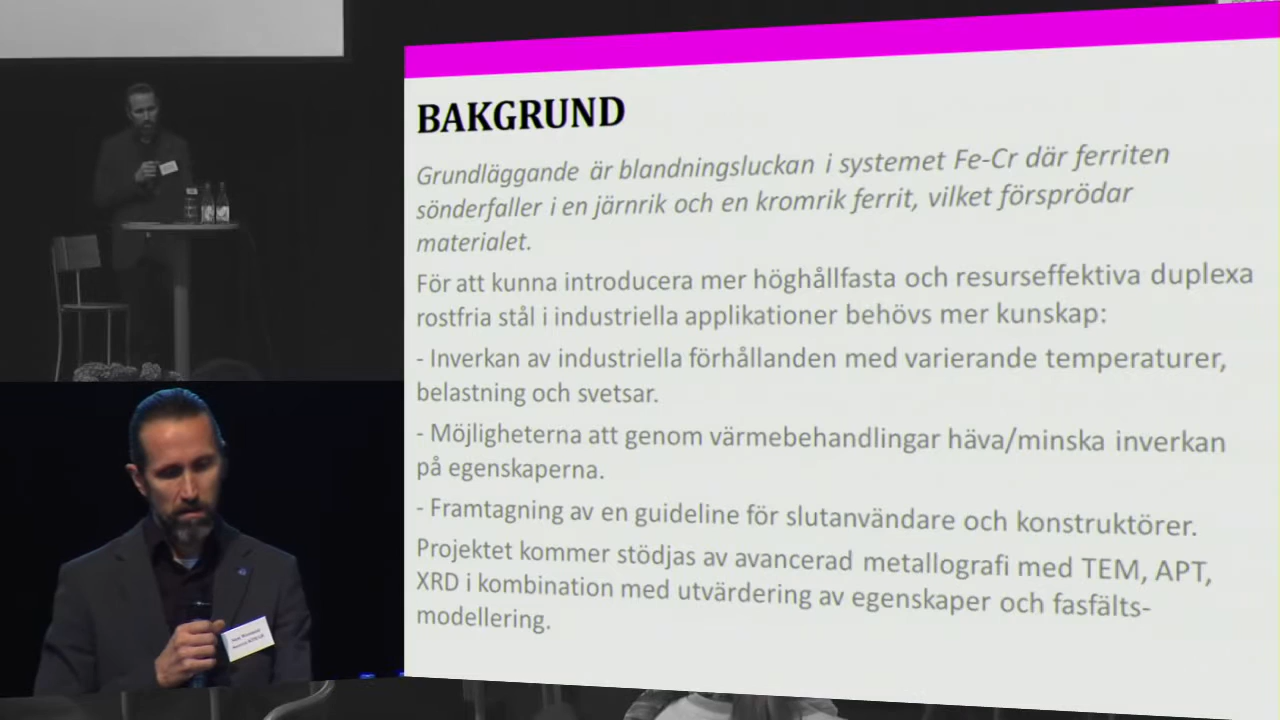 BAKGRUND
Grundläggande är blandningsluckan i systemet Fe-Cr där ferriten
sönderfaller i en järnrik och en kromrik ferrit, vilket försprödar
materialet.
För att kunna introducera mer höghållfasta och resurseffektiva duplexa
rostfria stål i industriella applikationer behövs mer kunskap:
- Inverkan av industriella förhållanden med varierande temperaturer,
belastning och svetsar.
- Möjligheterna att genom värmebehandlingar häva/minska inverkan
på egenskaperna.
- Framtagning av en guideline för slutanvändare och konstruktörer.
Projektet kommer stödjas av avancerad metallografi med TEM, APT,
XRD i kombination med utvärdering av egenskaper och fasfälts-
modellering.